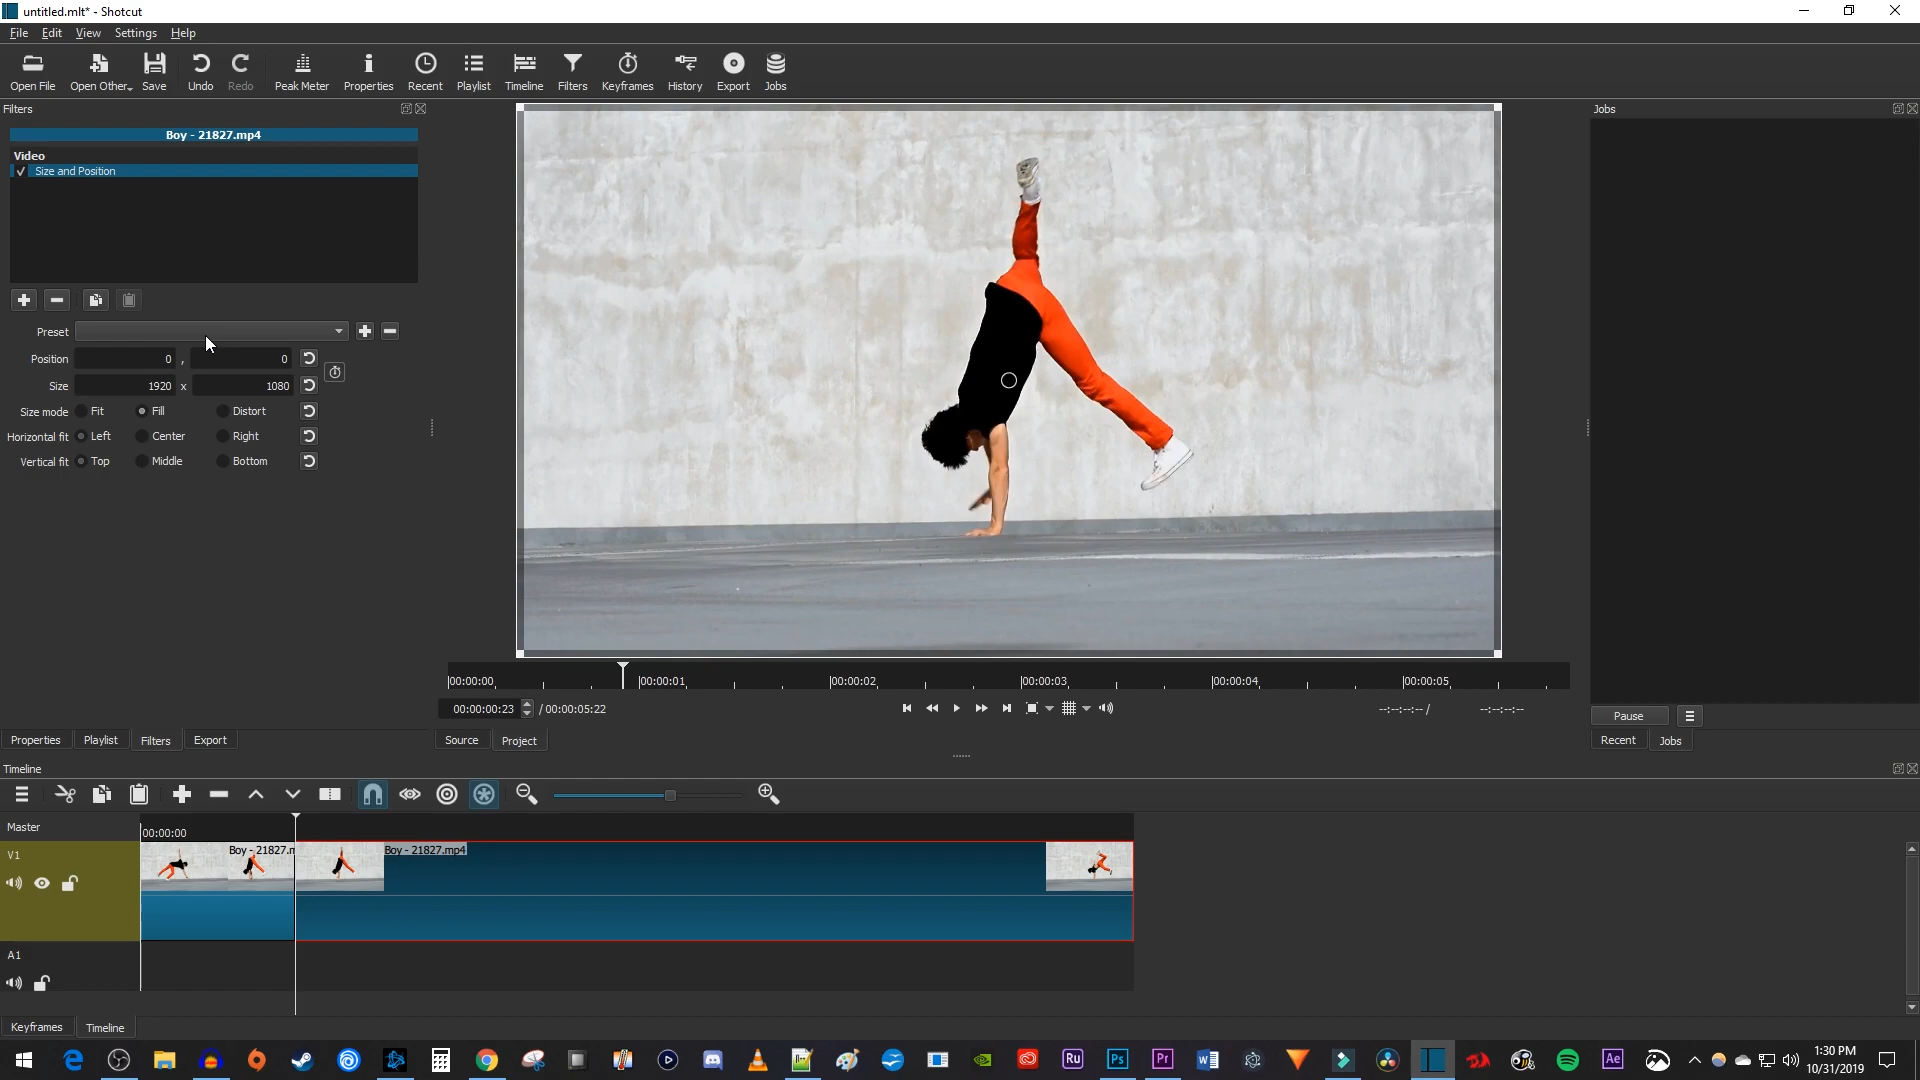 untitled.mlt* - Shotcut
File Edit View Settings Help
Open File Open Other.. Save Undo Redo Peak Meter Properties Recent Playlist Timeline Filters Keyframes History Export Jobs
Filters
Boy - 21827.mp4
Video
✓ Size and Position
Preset
Position 0 , 0
Size 1920 x 1080
Size mode Fit Fill Distort
Horizontal fit Left Center Right
Vertical fit Top Middle Bottom
Properties Playlist Filters Export
00:00:00 00:00:01 00:00:02 00:00:03 00:00:04 00:00:05
00:00:00:23 / 00:00:05:22 --:--:--:-- / --:--:--:--
Source Project
Jobs
Pause
Recent Jobs
Timeline
Master
00:00:00
V1
Boy - 21827.m
Boy - 21827.mp4
A1
Keyframes Timeline
Ru Ps Pr Ae
1:30 PM
10/31/2019